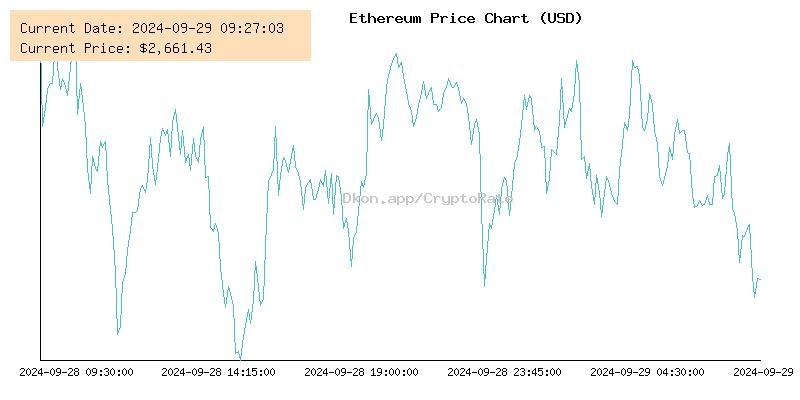 Ethereum Price Chart (USD)
Current Date: 2024-09-29 09:27:03
Current Price: $2,661.43
Dkon.app/CryptoRate
2024-09-28 09:30:00
2024-09-28 14:15:00
2024-09-28 19:00:00
2024-09-28 23:45:00
2024-09-29 04:30:00
2024-09-29